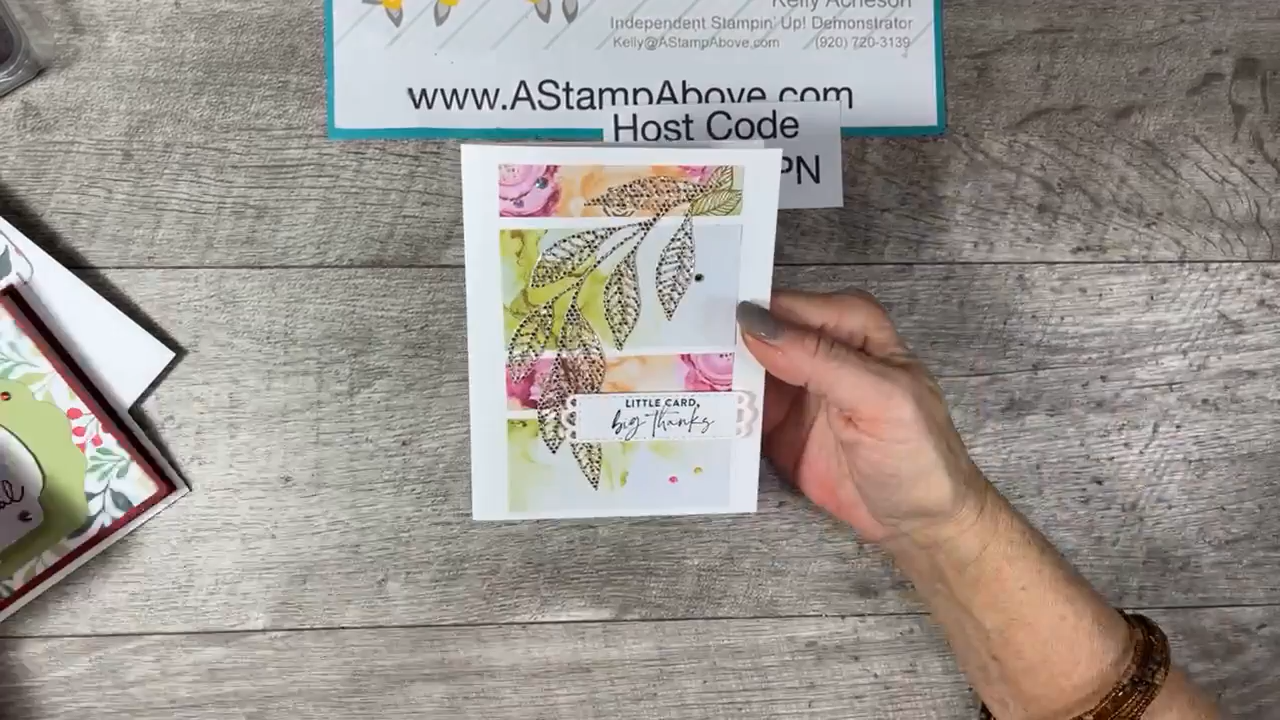 Kelly Acheson
Independent Stampin' Up! Demonstrator
Kelly@AStampAbove.com (920) 720-3139
www.AStampAbove.com
Host Code
PN
LITTLE CARD,
big thanks